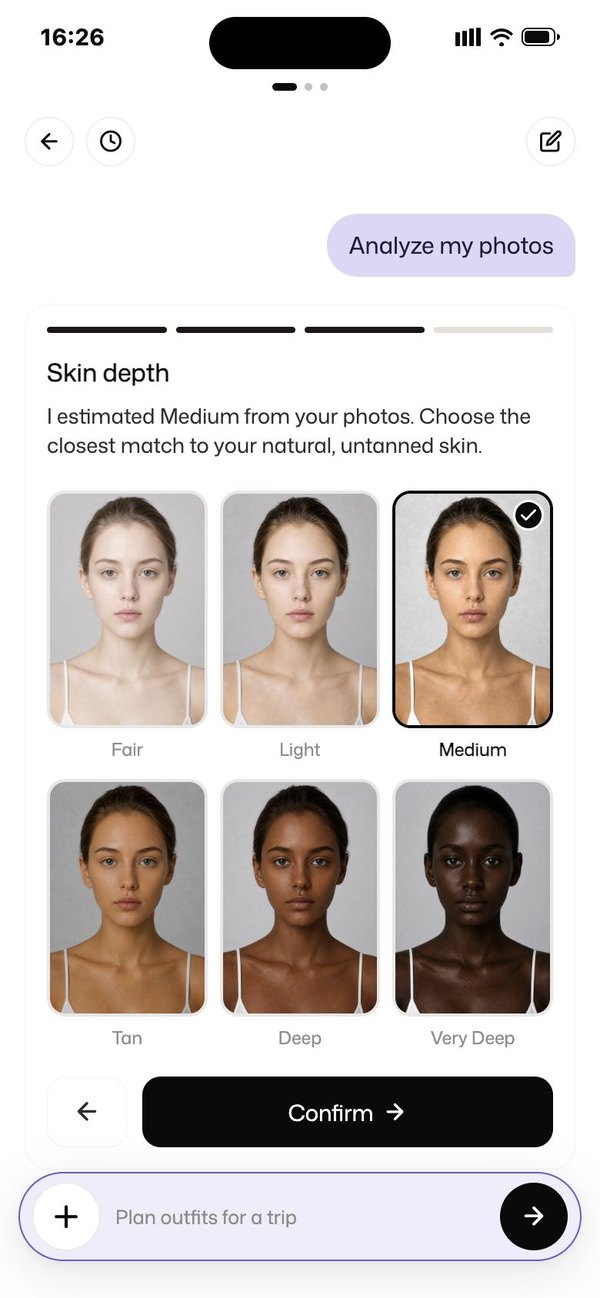 16:26
Analyze my photos
Skin depth
I estimated Medium from your photos. Choose the
closest match to your natural, untanned skin.
Fair
Light
Medium
Tan
Deep
Very Deep
Confirm
Plan outfits for a trip